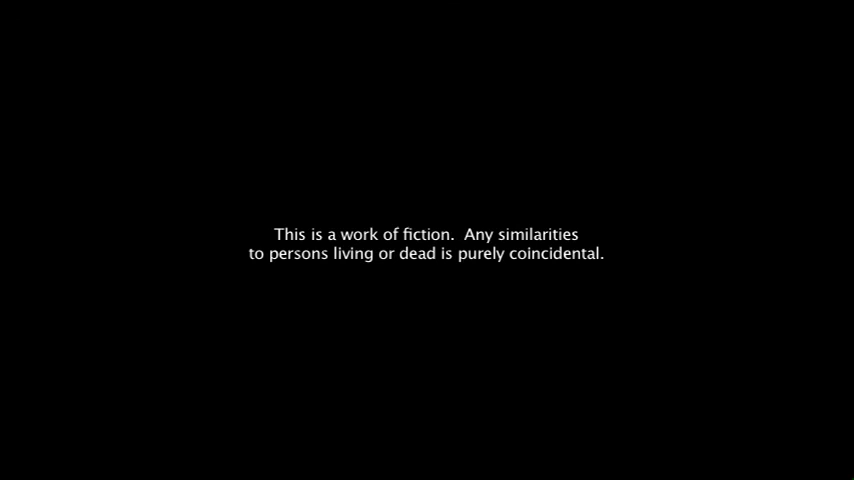 This is a work of fiction.  Any similarities
to persons living or dead is purely coincidental.